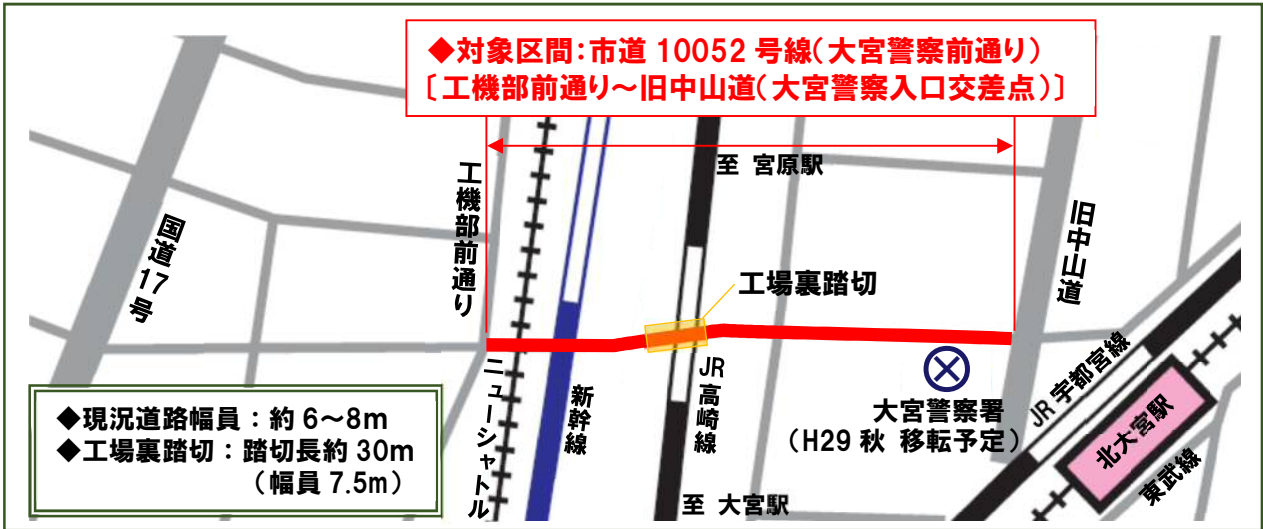 ◆対象区間:市道 10052 号線(大宮警察前通り)
〔工機部前通り~旧中山道(大宮警察入口交差点)〕
至 宮原駅
工機部前通り
国道17号
旧中山道
工場裏踏切
ニューシャトル
新幹線
JR高崎線
大宮警察署
(H29 秋 移転予定)
JR宇都宮線
北大宮駅
東武線
至 大宮駅
◆現況道路幅員:約 6~8m
◆工場裏踏切:踏切長約 30m
(幅員 7.5m)